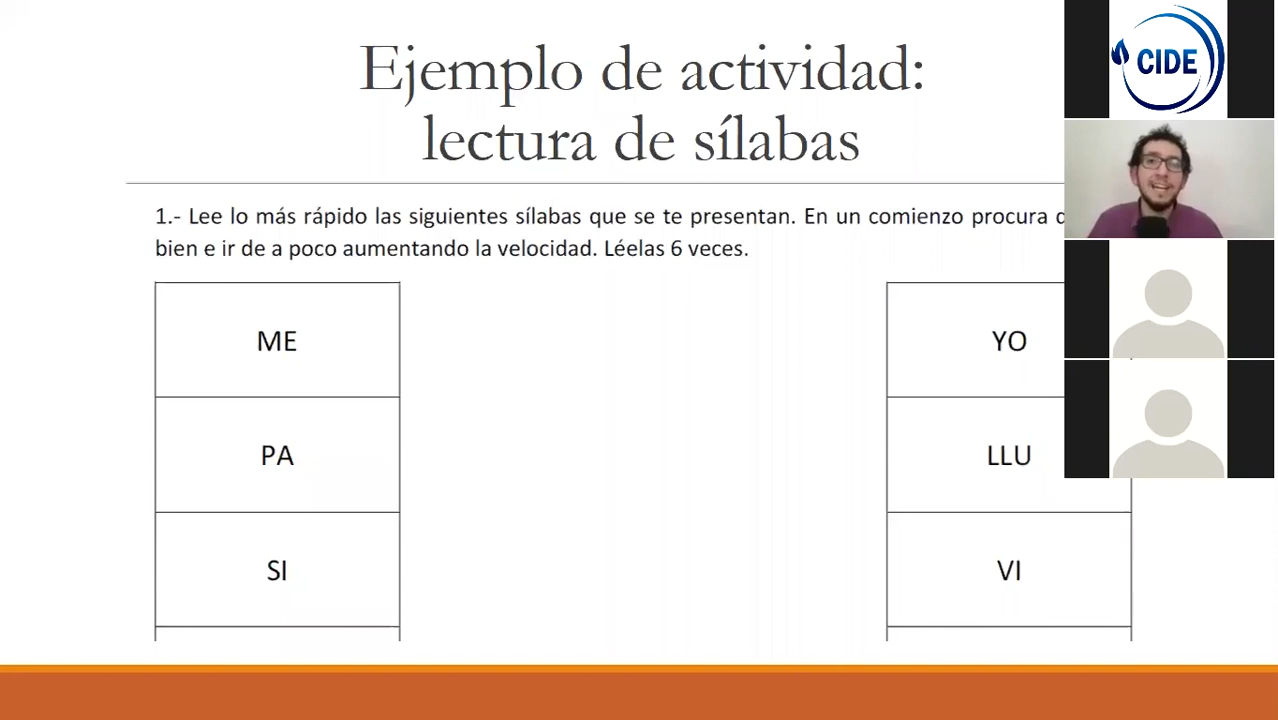 Ejemplo de actividad:
lectura de sílabas
CIDE
1.- Lee lo más rápido las siguientes sílabas que se te presentan. En un comienzo procura
bien e ir de a poco aumentando la velocidad. Léelas 6 veces.
ME
YO
PA
LLU
SI
VI